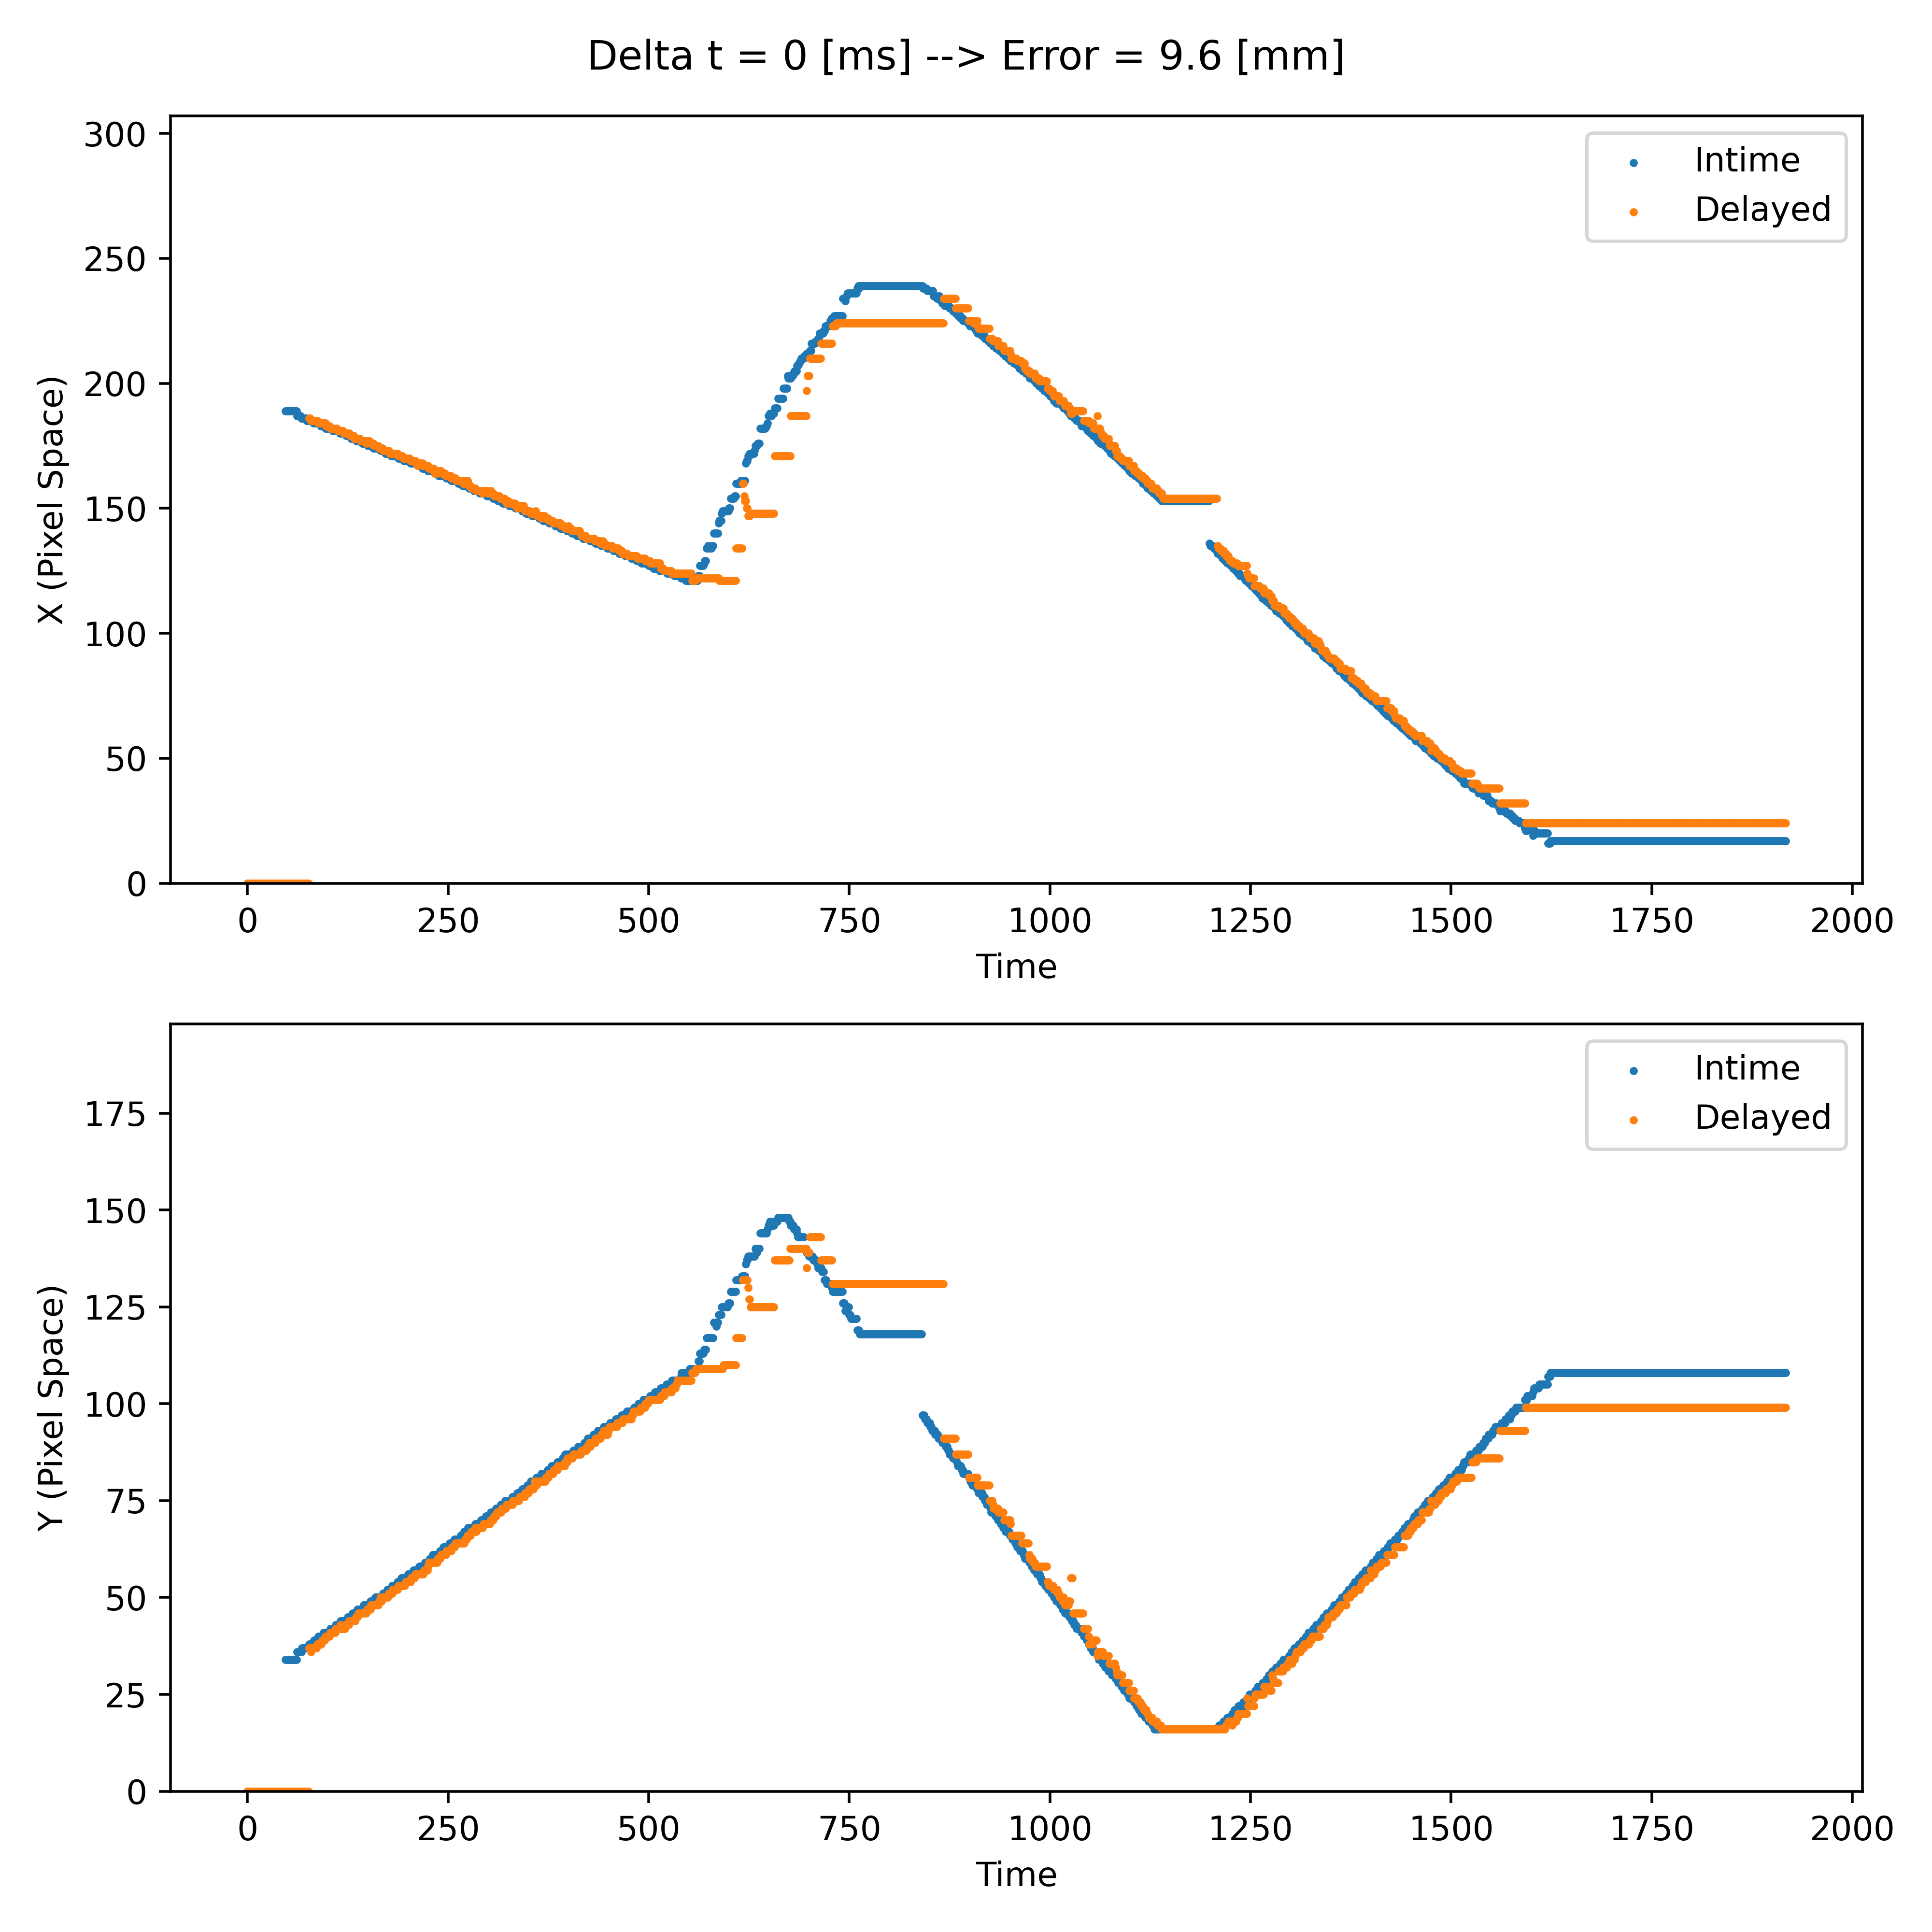 Delta t = 0 [ms] --> Error = 9.6 [mm]
300
250
200
150
100
50
0
X (Pixel Space)
Intime
Delayed
0 250 500 750 1000 1250 1500 1750 2000
Time
175
150
125
100
75
50
25
0
Y (Pixel Space)
Intime
Delayed
0 250 500 750 1000 1250 1500 1750 2000
Time